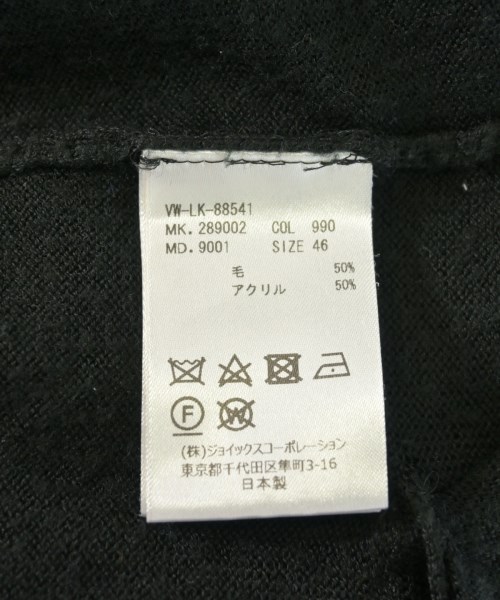 VW-LK-88541
MK. 289002 COL 990
MD. 9001 SIZE 46
毛 50%
アクリル 50%
F W
(株)ジョイックスコーポレーション
東京都千代田区隼町3-16
日本製